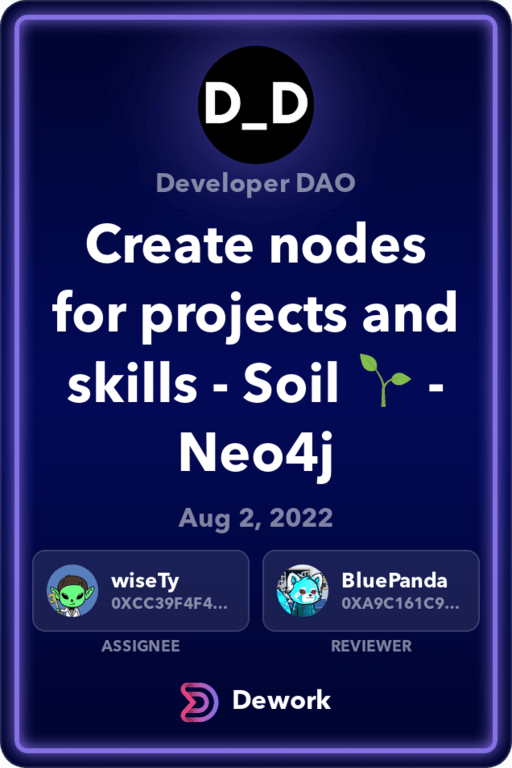 D_D
Developer DAO
Create nodes
for projects and
skills - Soil 🌱 -
Neo4j
Aug 2, 2022
wiseTy
0XCC39F4F4...
BluePanda
0XA9C161C9...
ASSIGNEE
REVIEWER
Dework